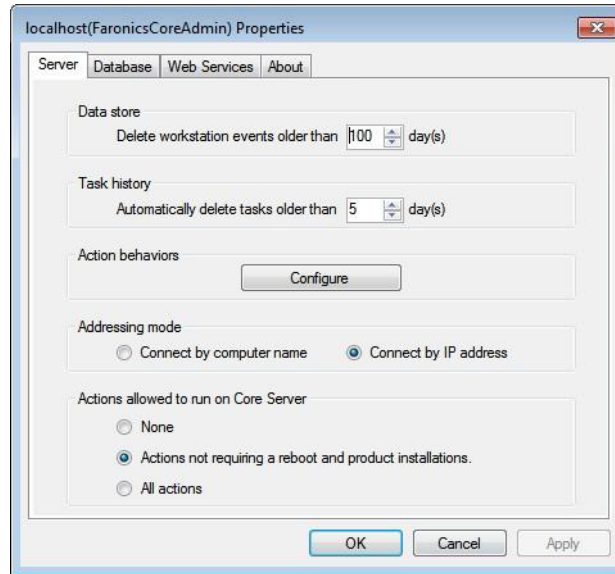 localhost(FaronicsCoreAdmin) Properties
Server Database Web Services About
Data store
Delete workstation events older than 100 day(s)
Task history
Automatically delete tasks older than 5 day(s)
Action behaviors
Configure
Addressing mode
Connect by computer name Connect by IP address
Actions allowed to run on Core Server
None
Actions not requiring a reboot and product installations.
All actions
OK Cancel Apply